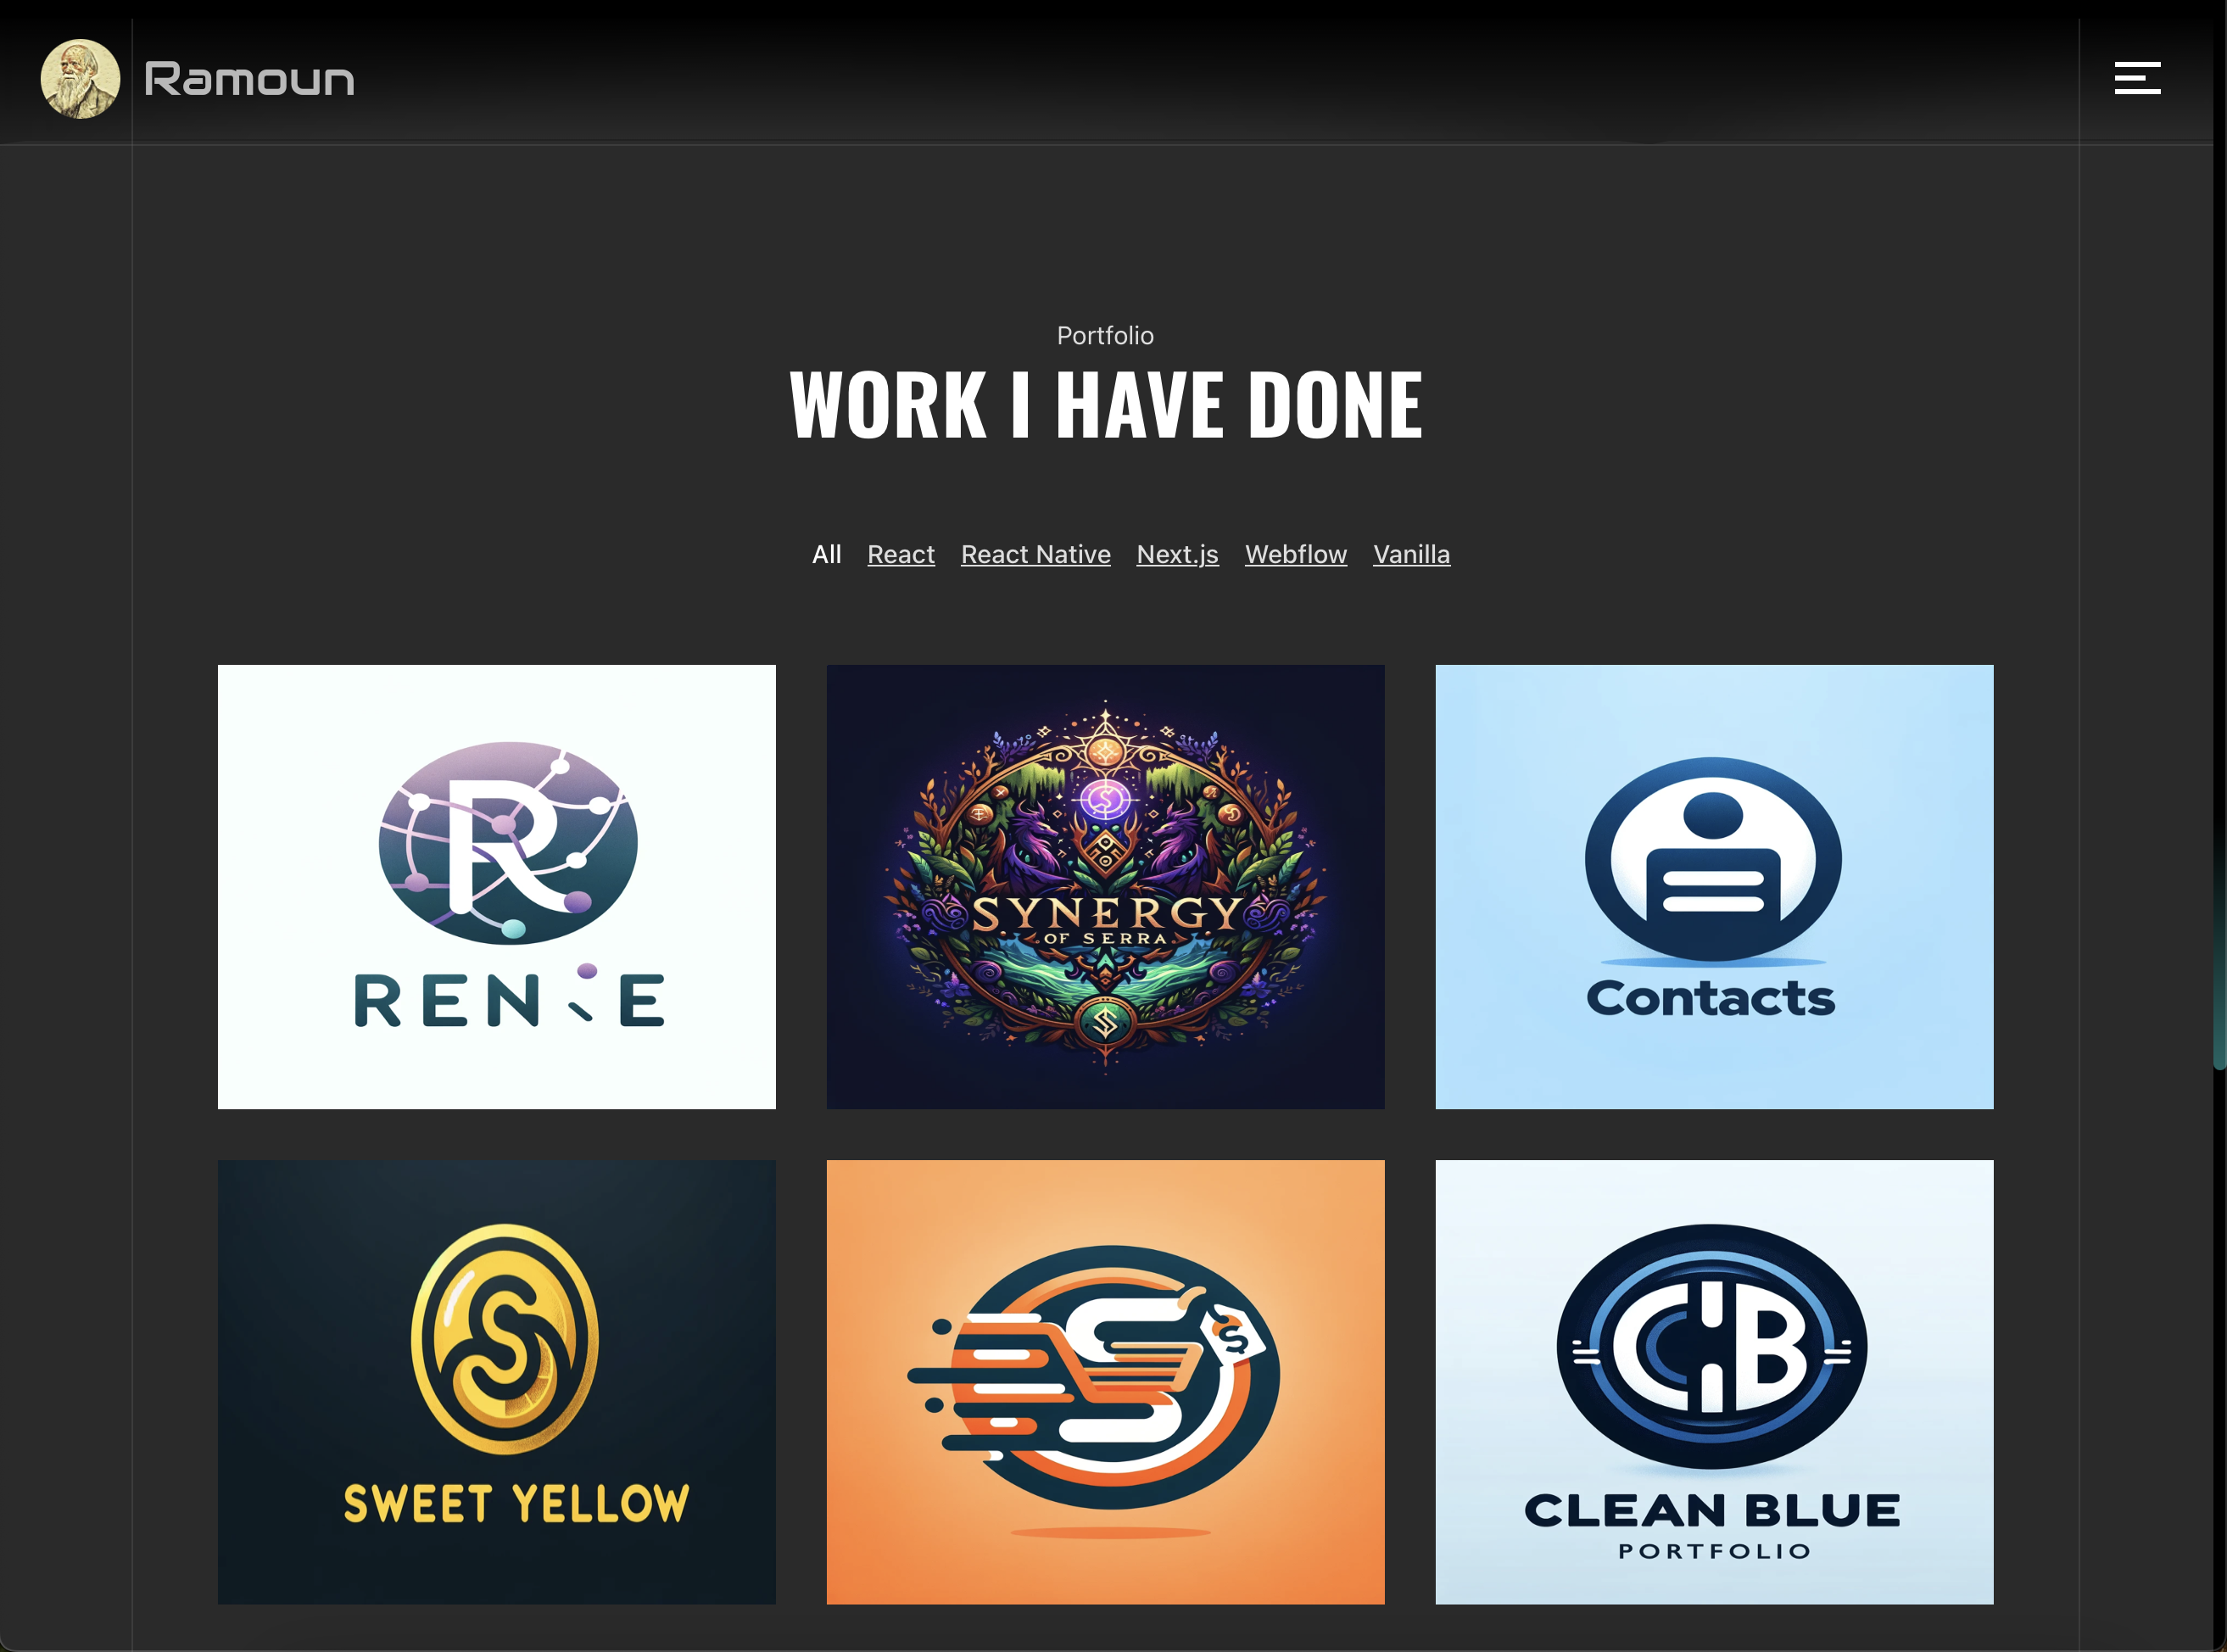 Ramoun
Portfolio
WORK I HAVE DONE
All React React Native Next.js Webflow Vanilla
R
RENIE
SYNERGY
OF SERRA
Contacts
S
SWEET YELLOW
S
CB
CLEAN BLUE
PORTFOLIO